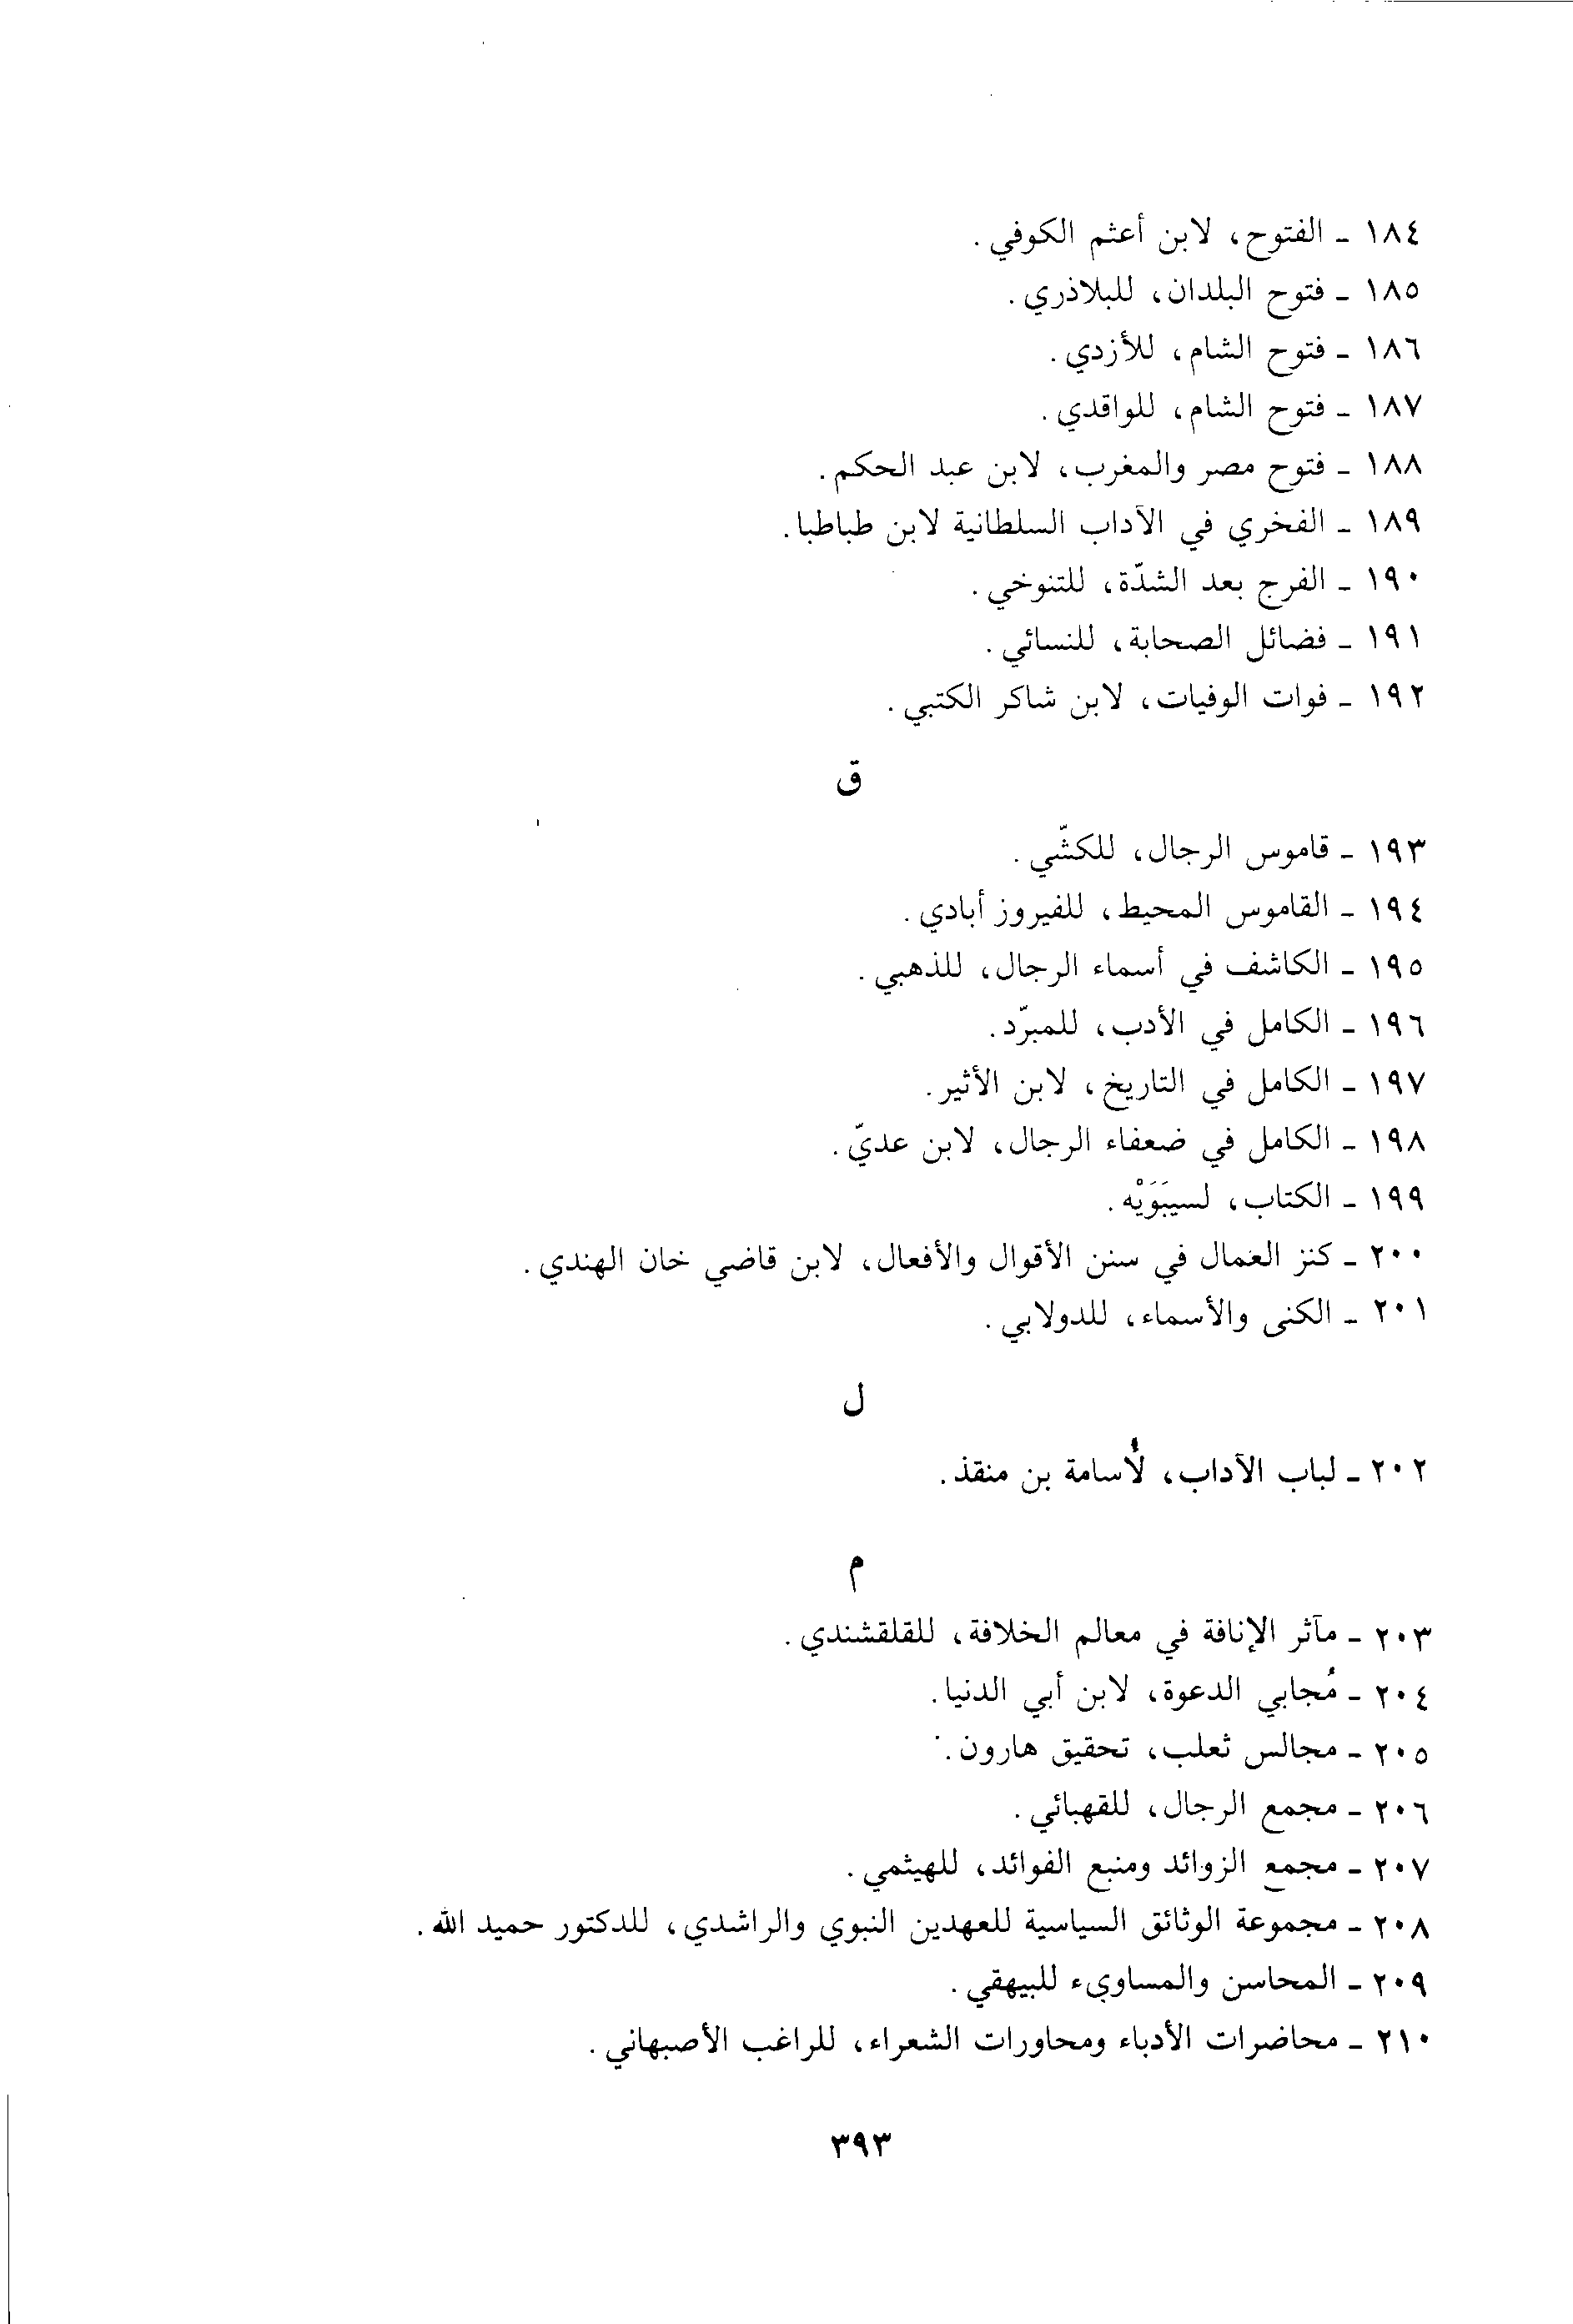 ١٨٤ ـ الفتوح، لابن أعثم الكوفي.
١٨٥ ـ فتوح البلدان، للبلاذري.
١٨٦ ـ فتوح الشام، للأزدي.
١٨٧ ـ فتوح الشام، للواقدي.
١٨٨ ـ فتوح مصر والمغرب، لابن عبد الحكم.
١٨٩ ـ الفخري في الآداب السلطانية لابن طباطبا.
١٩٠ ـ الفرج بعد الشدّة، للتنوخي.
١٩١ ـ فضائل الصحابة، للنسائي.
١٩٢ ـ فوات الوفيات، لابن شاكر الكتبي.
ق
١٩٣ ـ قاموس الرجال، للكشّي.
١٩٤ ـ القاموس المحيط، للفيروز أبادي.
١٩٥ ـ الكاشف في أسماء الرجال، للذهبي.
١٩٦ ـ الكامل في الأدب، للمبرّد.
١٩٧ ـ الكامل في التاريخ، لابن الأثير.
١٩٨ ـ الكامل في ضعفاء الرجال، لابن عديّ.
١٩٩ ـ الكتاب، لسيبَوَيْه.
٢٠٠ ـ كنز العمال في سنن الأقوال والأفعال، لابن قاضي خان الهندي.
٢٠١ ـ الكنى والأسماء، للدولابي.
ل
٢٠٢ ـ لباب الآداب، لأُسامة بن منقذ.
م
٢٠٣ ـ مآثر الإنافة في معالم الخلافة، للقلقشندي.
٢٠٤ ـ مُجابي الدعوة، لابن أبي الدنيا.
٢٠٥ ـ مجالس ثعلب، تحقيق هارون.
٢٠٦ ـ مجمع الرجال، للقهبائي.
٢٠٧ ـ مجمع الزوائد ومنبع الفوائد، للهيثمي.
٢٠٨ ـ مجموعة الوثائق السياسية للعهدين النبوي والراشدي، للدكتور حميد الله.
٢٠٩ ـ المحاسن والمساويء للبيهقي.
٢١٠ ـ محاضرات الأدباء ومحاورات الشعراء، للراغب الأصبهاني.
٣٩٣